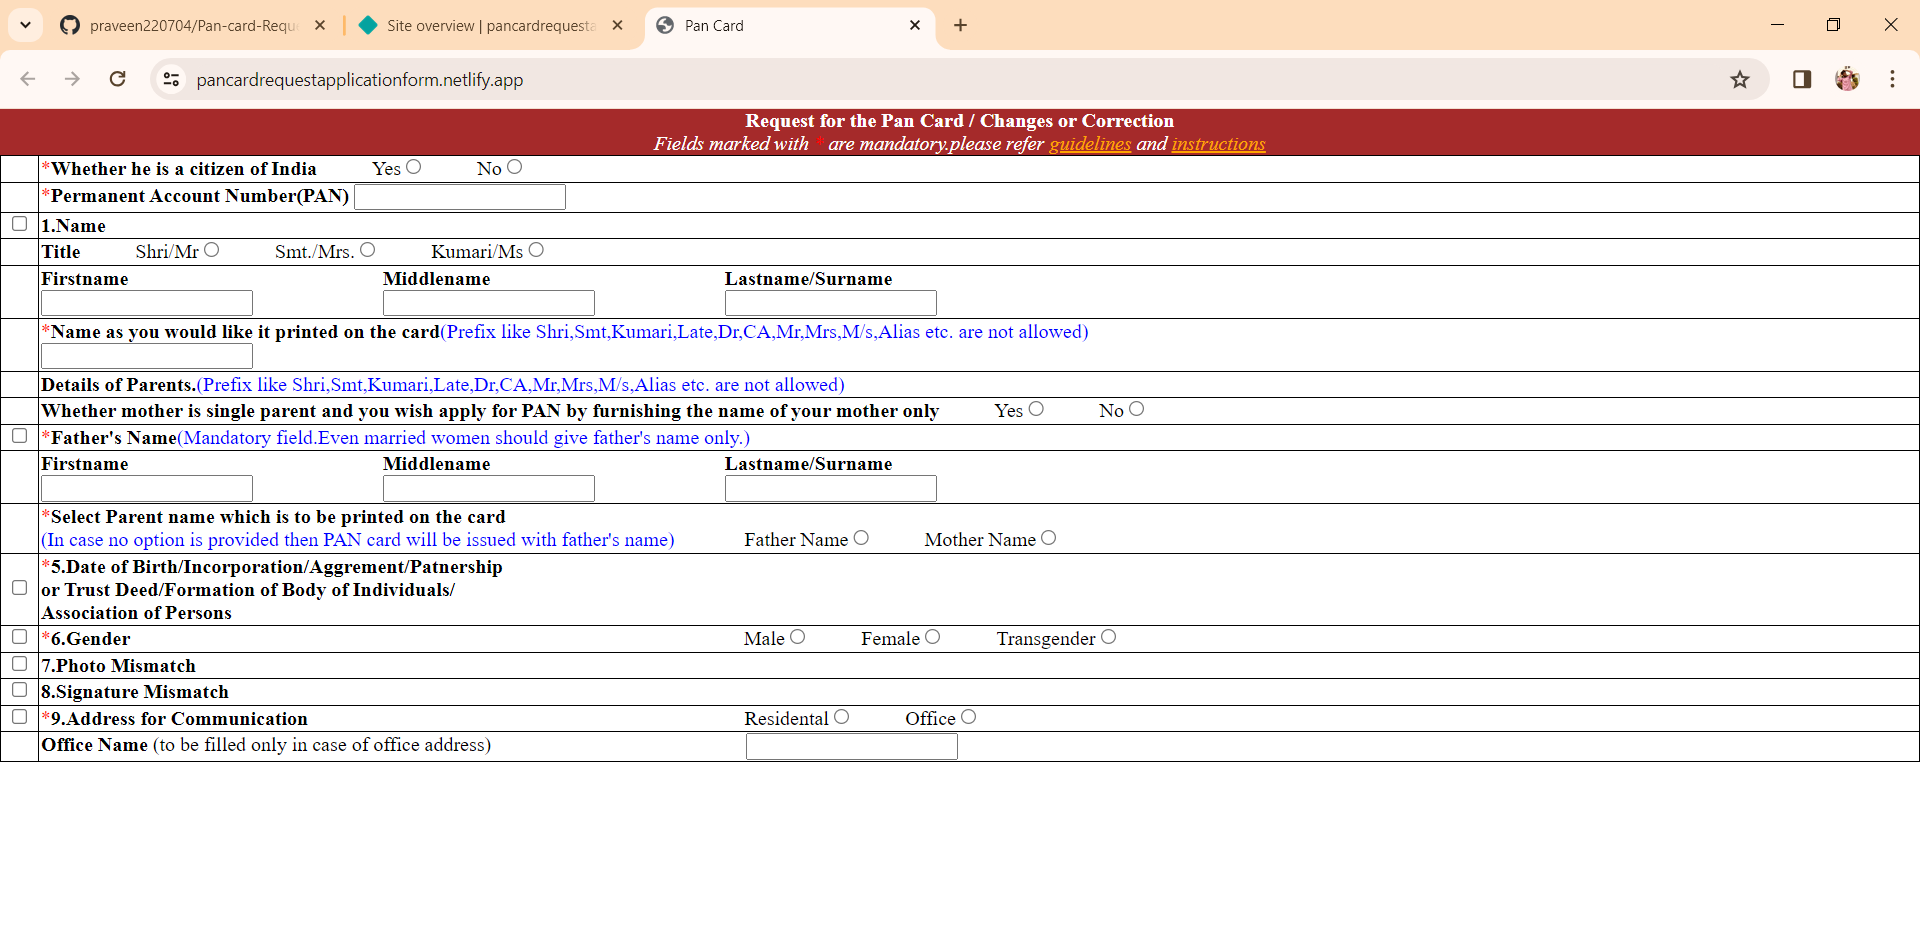 praveen220704/Pan-card-Requ
Site overview | pancardrequesta
Pan Card
pancardrequestapplicationform.netlify.app
Request for the Pan Card / Changes or Correction
Fields marked with * are mandatory.please refer guidelines and instructions
*Whether he is a citizen of India Yes No
*Permanent Account Number(PAN)
1.Name
Title Shri/Mr Smt./Mrs. Kumari/Ms
Firstname Middlename Lastname/Surname
*Name as you would like it printed on the card(Prefix like Shri,Smt,Kumari,Late,Dr,CA,Mr,Mrs,M/s,Alias etc. are not allowed)
Details of Parents.(Prefix like Shri,Smt,Kumari,Late,Dr,CA,Mr,Mrs,M/s,Alias etc. are not allowed)
Whether mother is single parent and you wish apply for PAN by furnishing the name of your mother only Yes No
*Father's Name(Mandatory field.Even married women should give father's name only.)
Firstname Middlename Lastname/Surname
*Select Parent name which is to be printed on the card
(In case no option is provided then PAN card will be issued with father's name) Father Name Mother Name
*5.Date of Birth/Incorporation/Aggrement/Patnership
or Trust Deed/Formation of Body of Individuals/
Association of Persons
*6.Gender Male Female Transgender
7.Photo Mismatch
8.Signature Mismatch
*9.Address for Communication Residental Office
Office Name (to be filled only in case of office address)